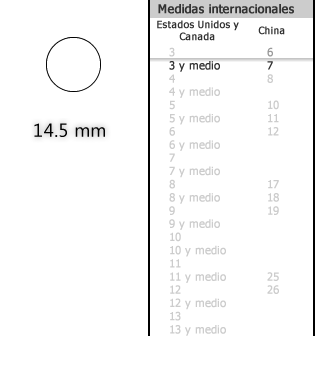 Medidas internacionales
Estados Unidos y Canada China
3 6
3 y medio 7
4 8
4 y medio
5 10
5 y medio 11
6 12
6 y medio
7
7 y medio
8 17
8 y medio 18
9 19
9 y medio
10
10 y medio
11
11 y medio 25
12 26
12 y medio
13
13 y medio
14.5 mm